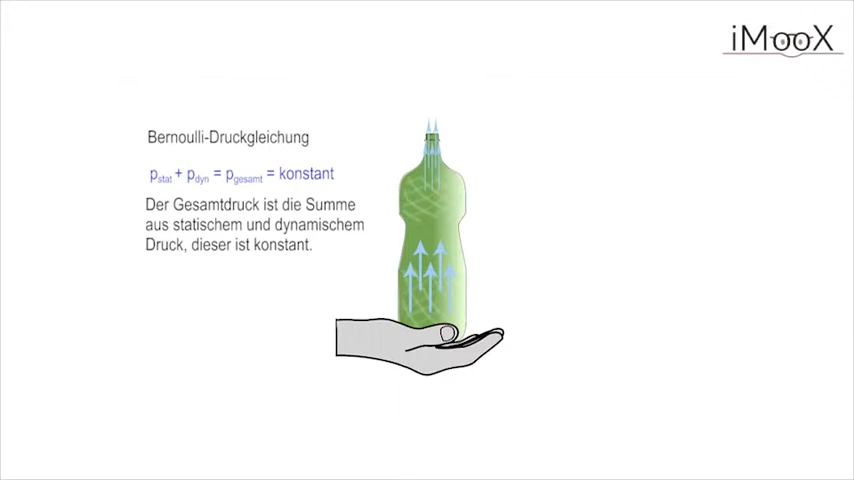 iMooX
Bernoulli-Druckgleichung
pstat + pdyn = pgesamt = konstant
Der Gesamtdruck ist die Summe
aus statischem und dynamischem
Druck, dieser ist konstant.